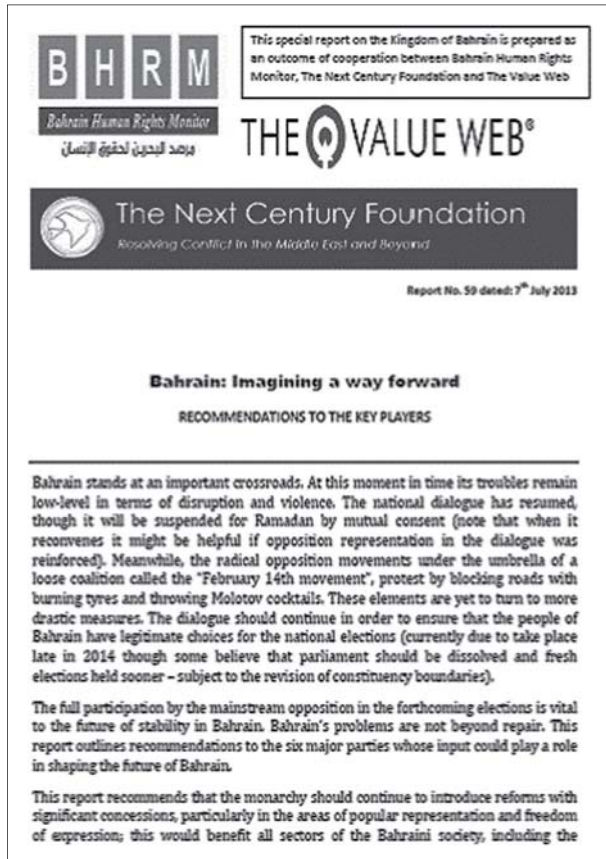 BHRM
This special report on the Kingdom of Bahrain is prepared as
an outcome of cooperation between Bahrain Human Rights
Monitor, The Next Century Foundation and The Value Web
Bahrain Human Rights Monitor
مرصد البحرين لحقوق الإنسان
THE VALUE WEB®
The Next Century Foundation
Resolving Conflict in the Middle East and Beyond
Report No. 59 dated: 7th July 2013
Bahrain: Imagining a way forward
RECOMMENDATIONS TO THE KEY PLAYERS
Bahrain stands at an important crossroads. At this moment in time its troubles remain
low-level in terms of disruption and violence. The national dialogue has resumed,
though it will be suspended for Ramadan by mutual consent (note that when it
reconvenes it might be helpful if opposition representation in the dialogue was
reinforced). Meanwhile, the radical opposition movements under the umbrella of a
loose coalition called the "February 14th movement", protest by blocking roads with
burning tyres and throwing Molotov cocktails. These elements are yet to turn to more
drastic measures. The dialogue should continue in order to ensure that the people of
Bahrain have legitimate choices for the national elections (currently due to take place
late in 2014 though some believe that parliament should be dissolved and fresh
elections held sooner – subject to the revision of constituency boundaries).
The full participation by the mainstream opposition in the forthcoming elections is vital
to the future of stability in Bahrain. Bahrain's problems are not beyond repair. This
report outlines recommendations to the six major parties whose input could play a role
in shaping the future of Bahrain.
This report recommends that the monarchy should continue to introduce reforms with
significant concessions, particularly in the areas of popular representation and freedom
of expression; this would benefit all sectors of the Bahraini society, including the